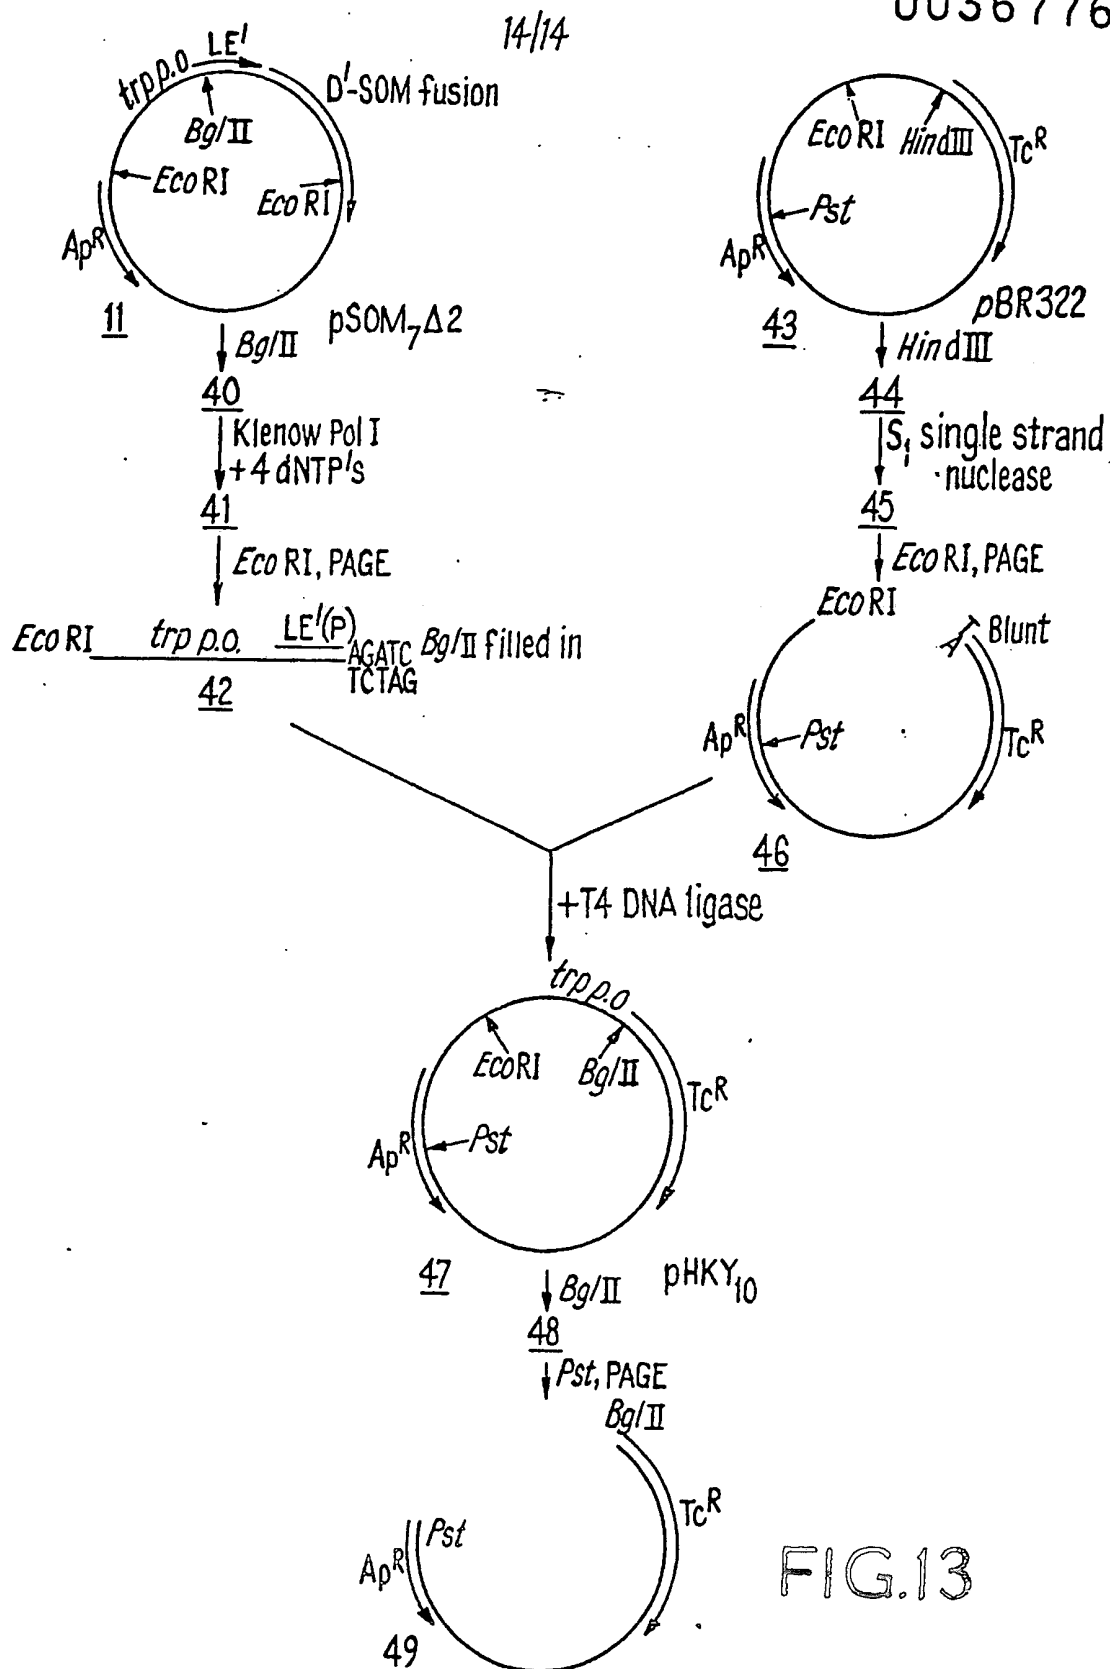 0036776
14/14
trp p.o
LE'
D'-SOM fusion
Bg/II
EcoRI
EcoRI
ApR
11
pSOM7Δ2
Bg/II
40
Klenow Pol I
+4 dNTP's
41
EcoRI, PAGE
EcoRI
trp p.o.
LE'(P)
AGATC
TCTAG
Bg/II filled in
42
EcoRI
HindIII
TcR
Pst
ApR
43
pBR322
HindIII
44
S1 single strand
nuclease
45
EcoRI, PAGE
EcoRI
Blunt
ApR
Pst
TcR
46
+T4 DNA ligase
trp p.o
EcoRI
Bg/II
TcR
ApR
Pst
47
pHKY10
Bg/II
48
Pst, PAGE
Bg/II
TcR
Pst
ApR
49
FIG.13